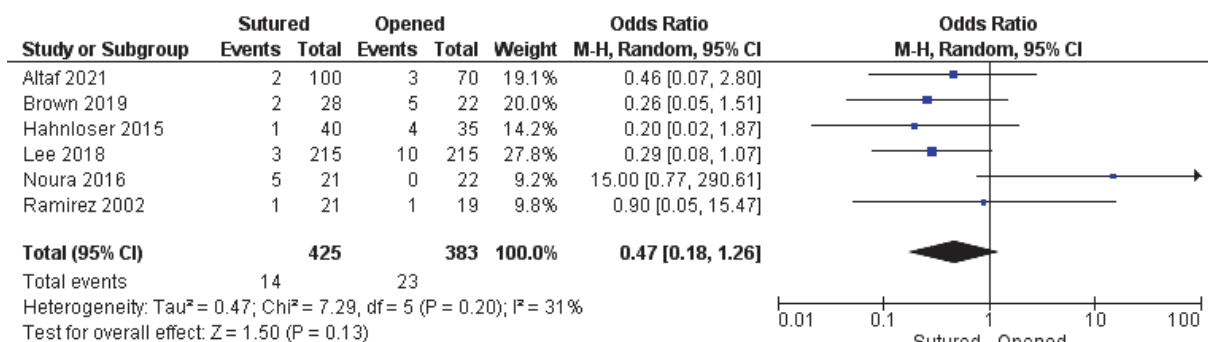 Sutured Opened Odds Ratio Odds Ratio
Study or Subgroup Events Total Events Total Weight M-H, Random, 95% CI M-H, Random, 95% CI
Altaf 2021 2 100 3 70 19.1% 0.46 [0.07, 2.80]
Brown 2019 2 28 5 22 20.0% 0.26 [0.05, 1.51]
Hahnloser 2015 1 40 4 35 14.2% 0.20 [0.02, 1.87]
Lee 2018 3 215 10 215 27.8% 0.29 [0.08, 1.07]
Noura 2016 5 21 0 22 9.2% 15.00 [0.77, 290.61]
Ramirez 2002 1 21 1 19 9.8% 0.90 [0.05, 15.47]
Total (95% CI) 425 383 100.0% 0.47 [0.18, 1.26]
Total events 14 23
Heterogeneity: Tau² = 0.47; Chi² = 7.29, df = 5 (P = 0.20); I² = 31%
Test for overall effect: Z = 1.50 (P = 0.13)
0.01 0.1 1 10 100
Sutured Opened